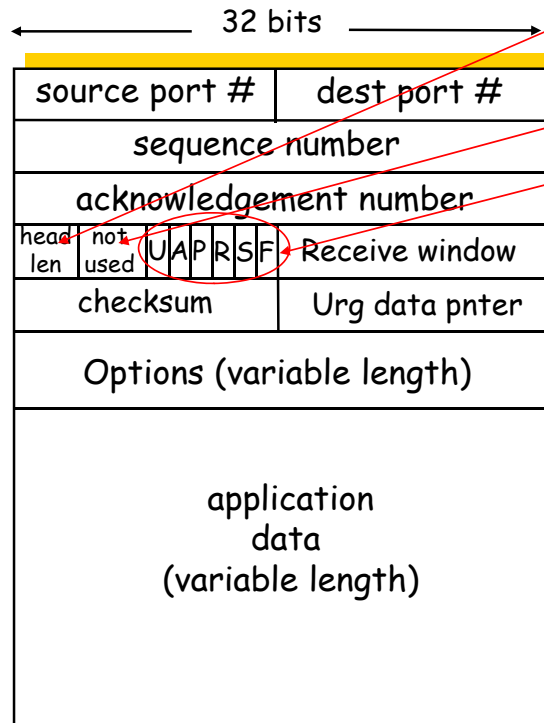 32 bits
source port # dest port #
sequence number
acknowledgement number
head len not used U A P R S F Receive window
checksum Urg data pnter
Options (variable length)
application
data
(variable length)